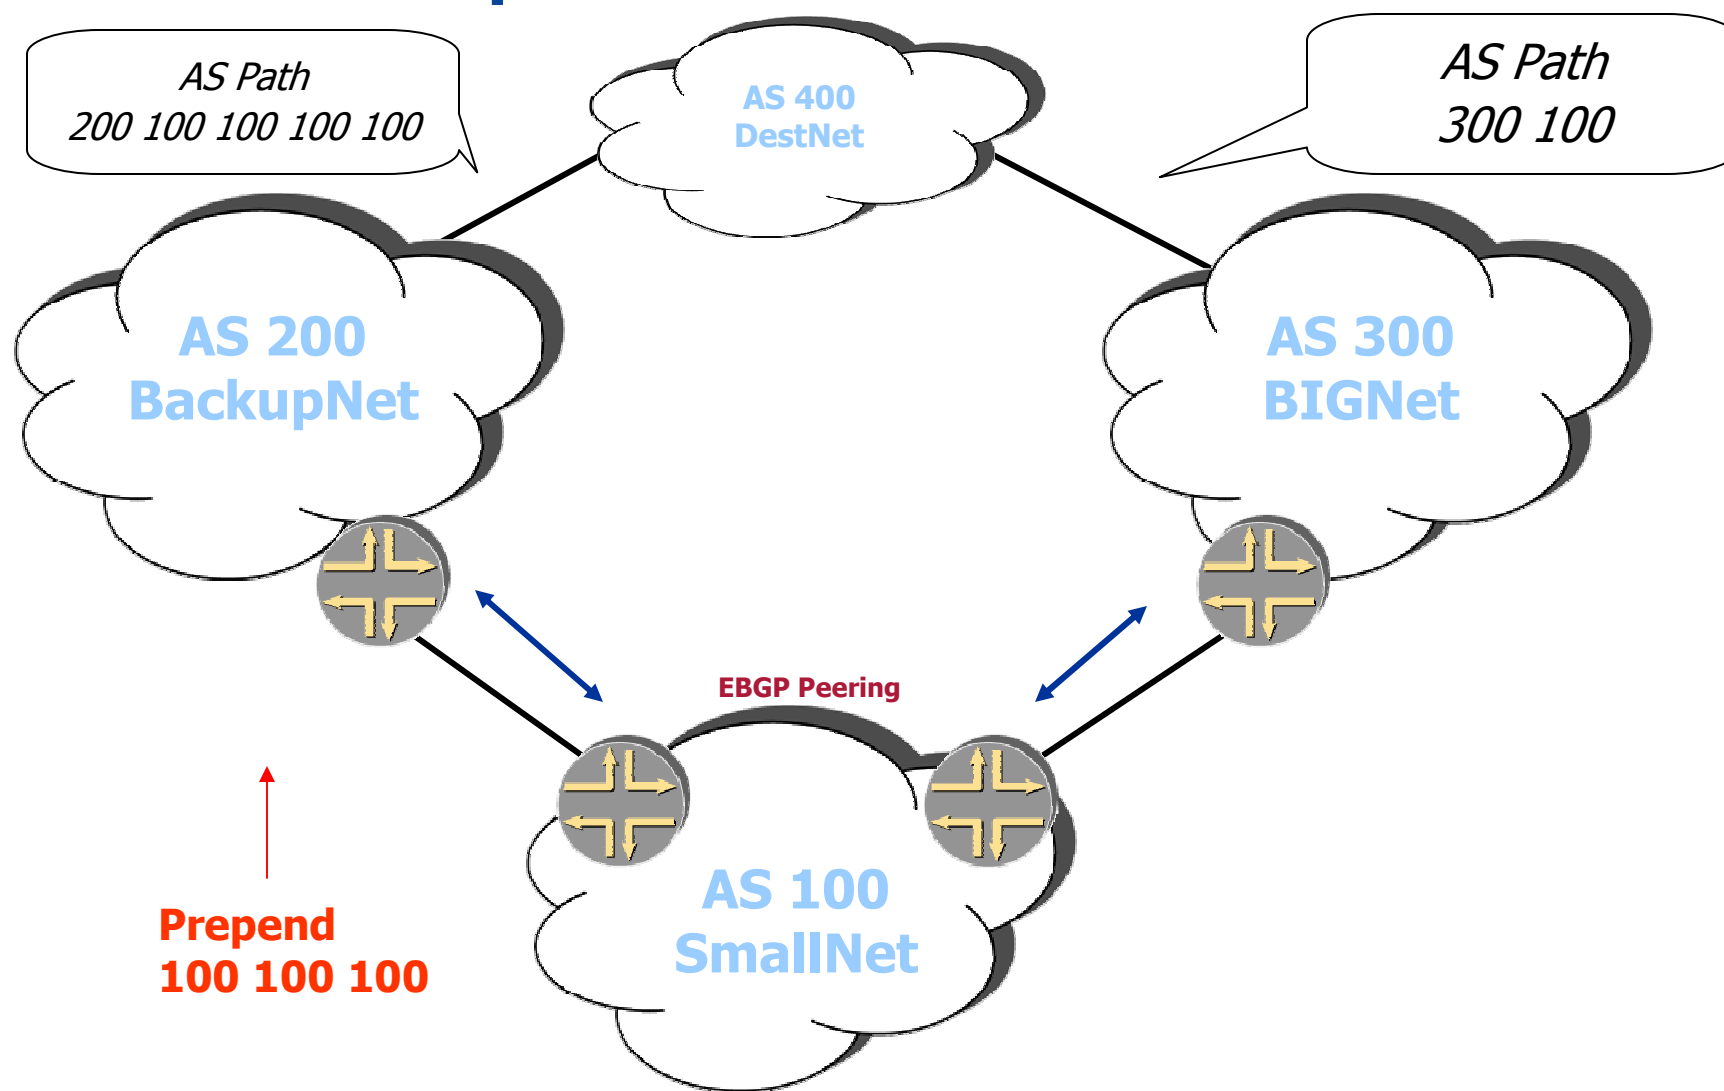 AS Path
200 100 100 100 100
AS 400
DestNet
AS Path
300 100
AS 200
BackupNet
AS 300
BIGNet
EBGP Peering
AS 100
SmallNet
Prepend
100 100 100